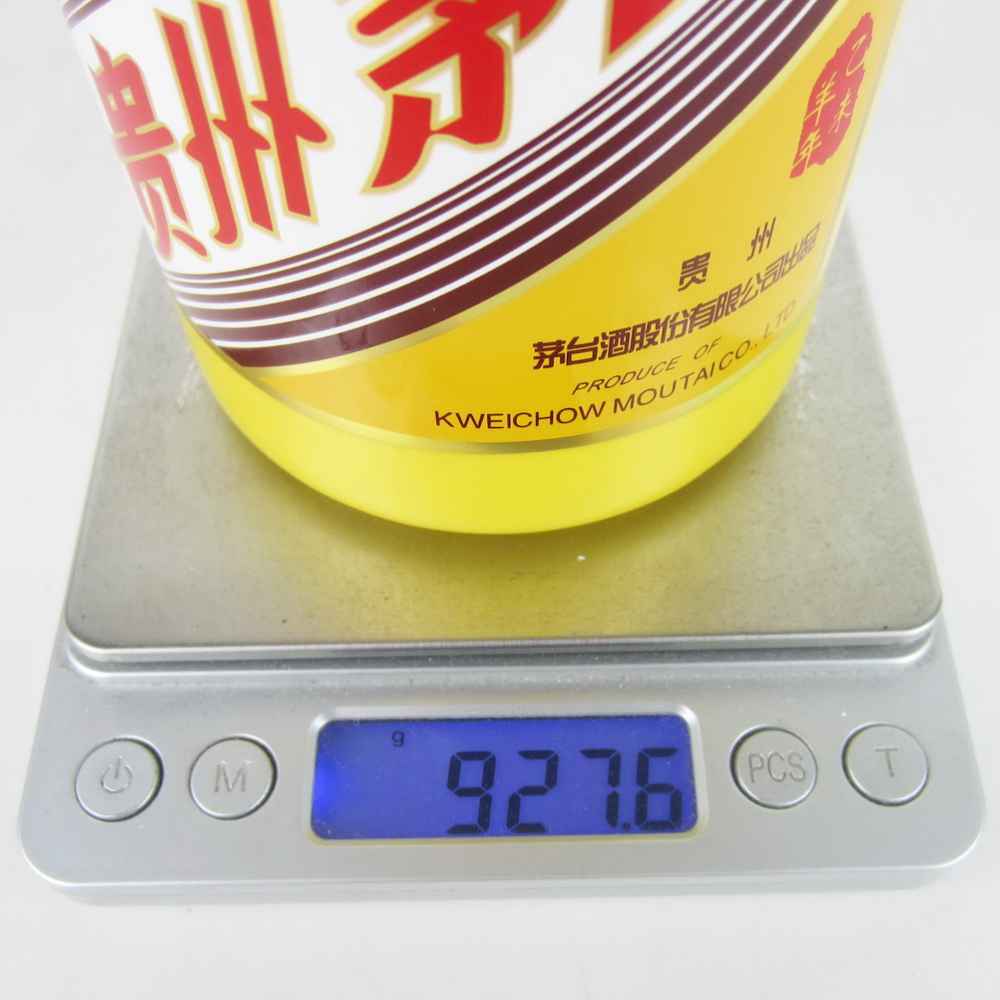 贵州茅
乙未
羊年
贵 州
茅台酒股份有限公司出品
PRODUCE OF
KWEICHOW MOUTAI CO., LTD
g
927.6
M
PCS
T